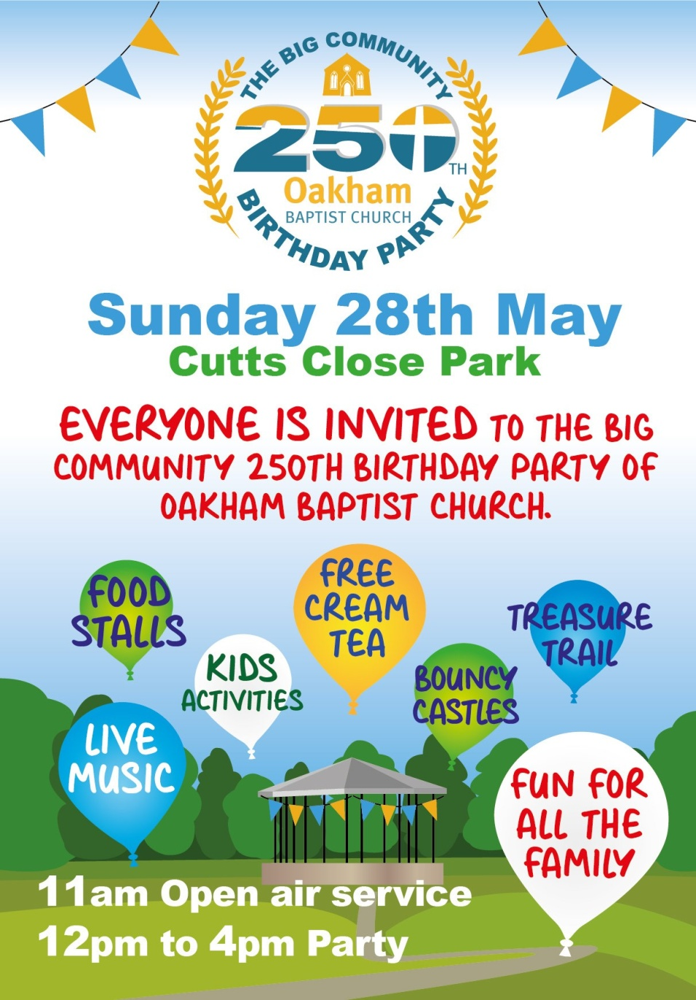 THE BIG COMMUNITY
250TH
Oakham
BAPTIST CHURCH
BIRTHDAY PARTY
Sunday 28th May
Cutts Close Park
EVERYONE IS INVITED TO THE BIG
COMMUNITY 250TH BIRTHDAY PARTY OF
OAKHAM BAPTIST CHURCH.
FOOD
STALLS
KIDS
ACTIVITIES
FREE
CREAM
TEA
BOUNCY
CASTLES
TREASURE
TRAIL
LIVE
MUSIC
FUN FOR
ALL THE
FAMILY
11am Open air service
12pm to 4pm Party